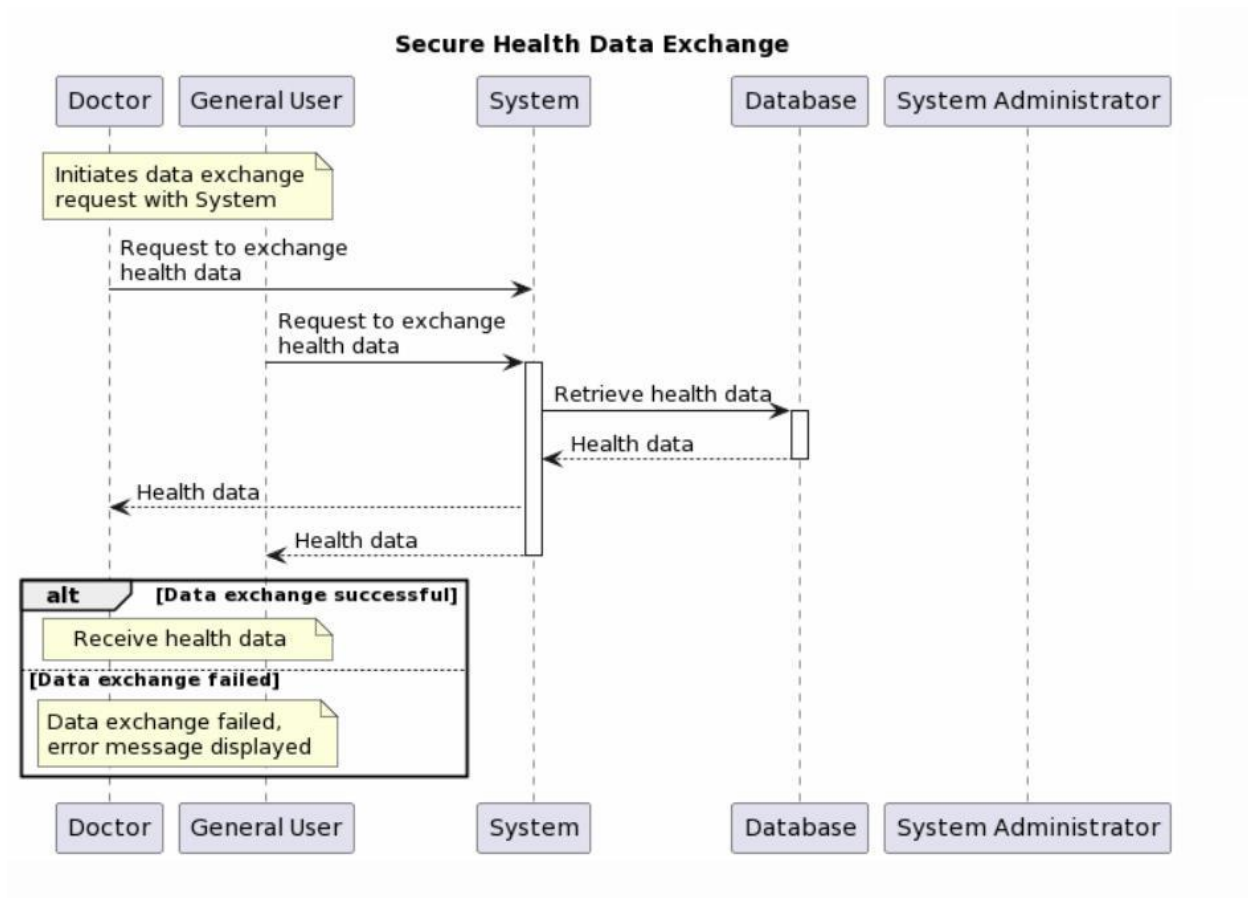 Secure Health Data Exchange
Doctor
General User
System
Database
System Administrator
Initiates data exchange
request with System
Request to exchange
health data
Request to exchange
health data
Retrieve health data
Health data
Health data
Health data
alt
[Data exchange successful]
Receive health data
[Data exchange failed]
Data exchange failed,
error message displayed
Doctor
General User
System
Database
System Administrator